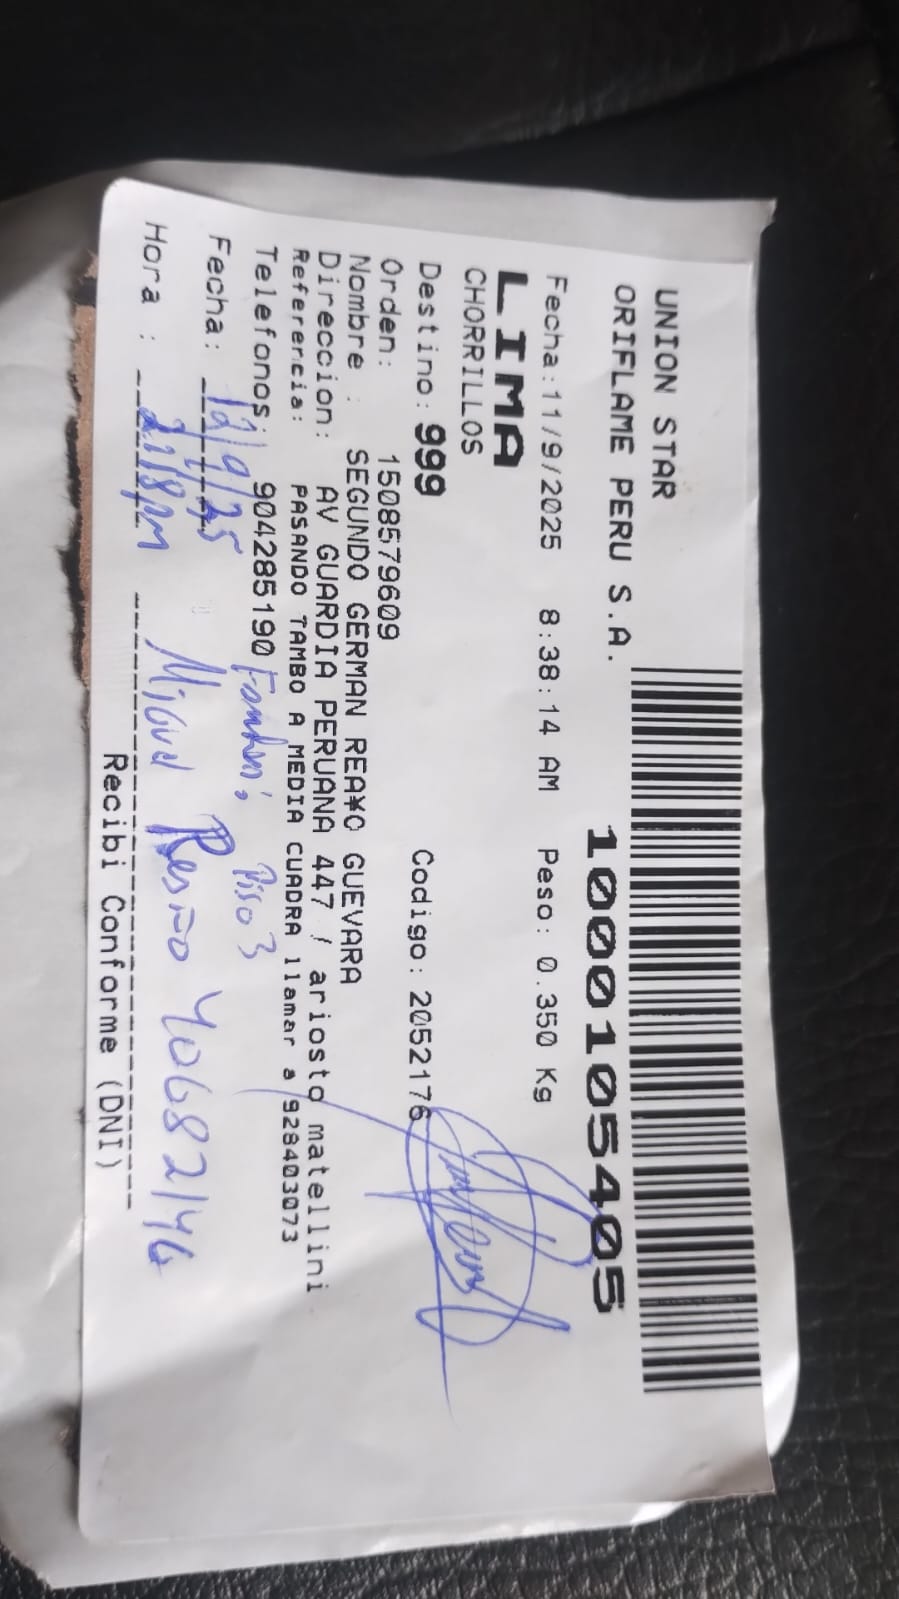 UNION STAR
ORIFLAME PERU S.A.
10001054405
Fecha:11/9/2025 8:38:14 AM Peso: 0.350 Kg
LIMA
CHORRILLOS
Destino: 999 Codigo: 2052176
Orden: 1508579609
Nombre : SEGUNDO GERMAN REA¥O GUEVARA
Direccion: AV GUARDIA PERUANA 447 / ariosto matellini
Referencia: PASANDO TAMBO A MEDIA CUADRA llamar a 928403073
Telefonos: 904285190 Piso 3
Fecha: 12/9/25
Hora : 2:18pm Miguel 40682146
Recibi Conforme (DNI)